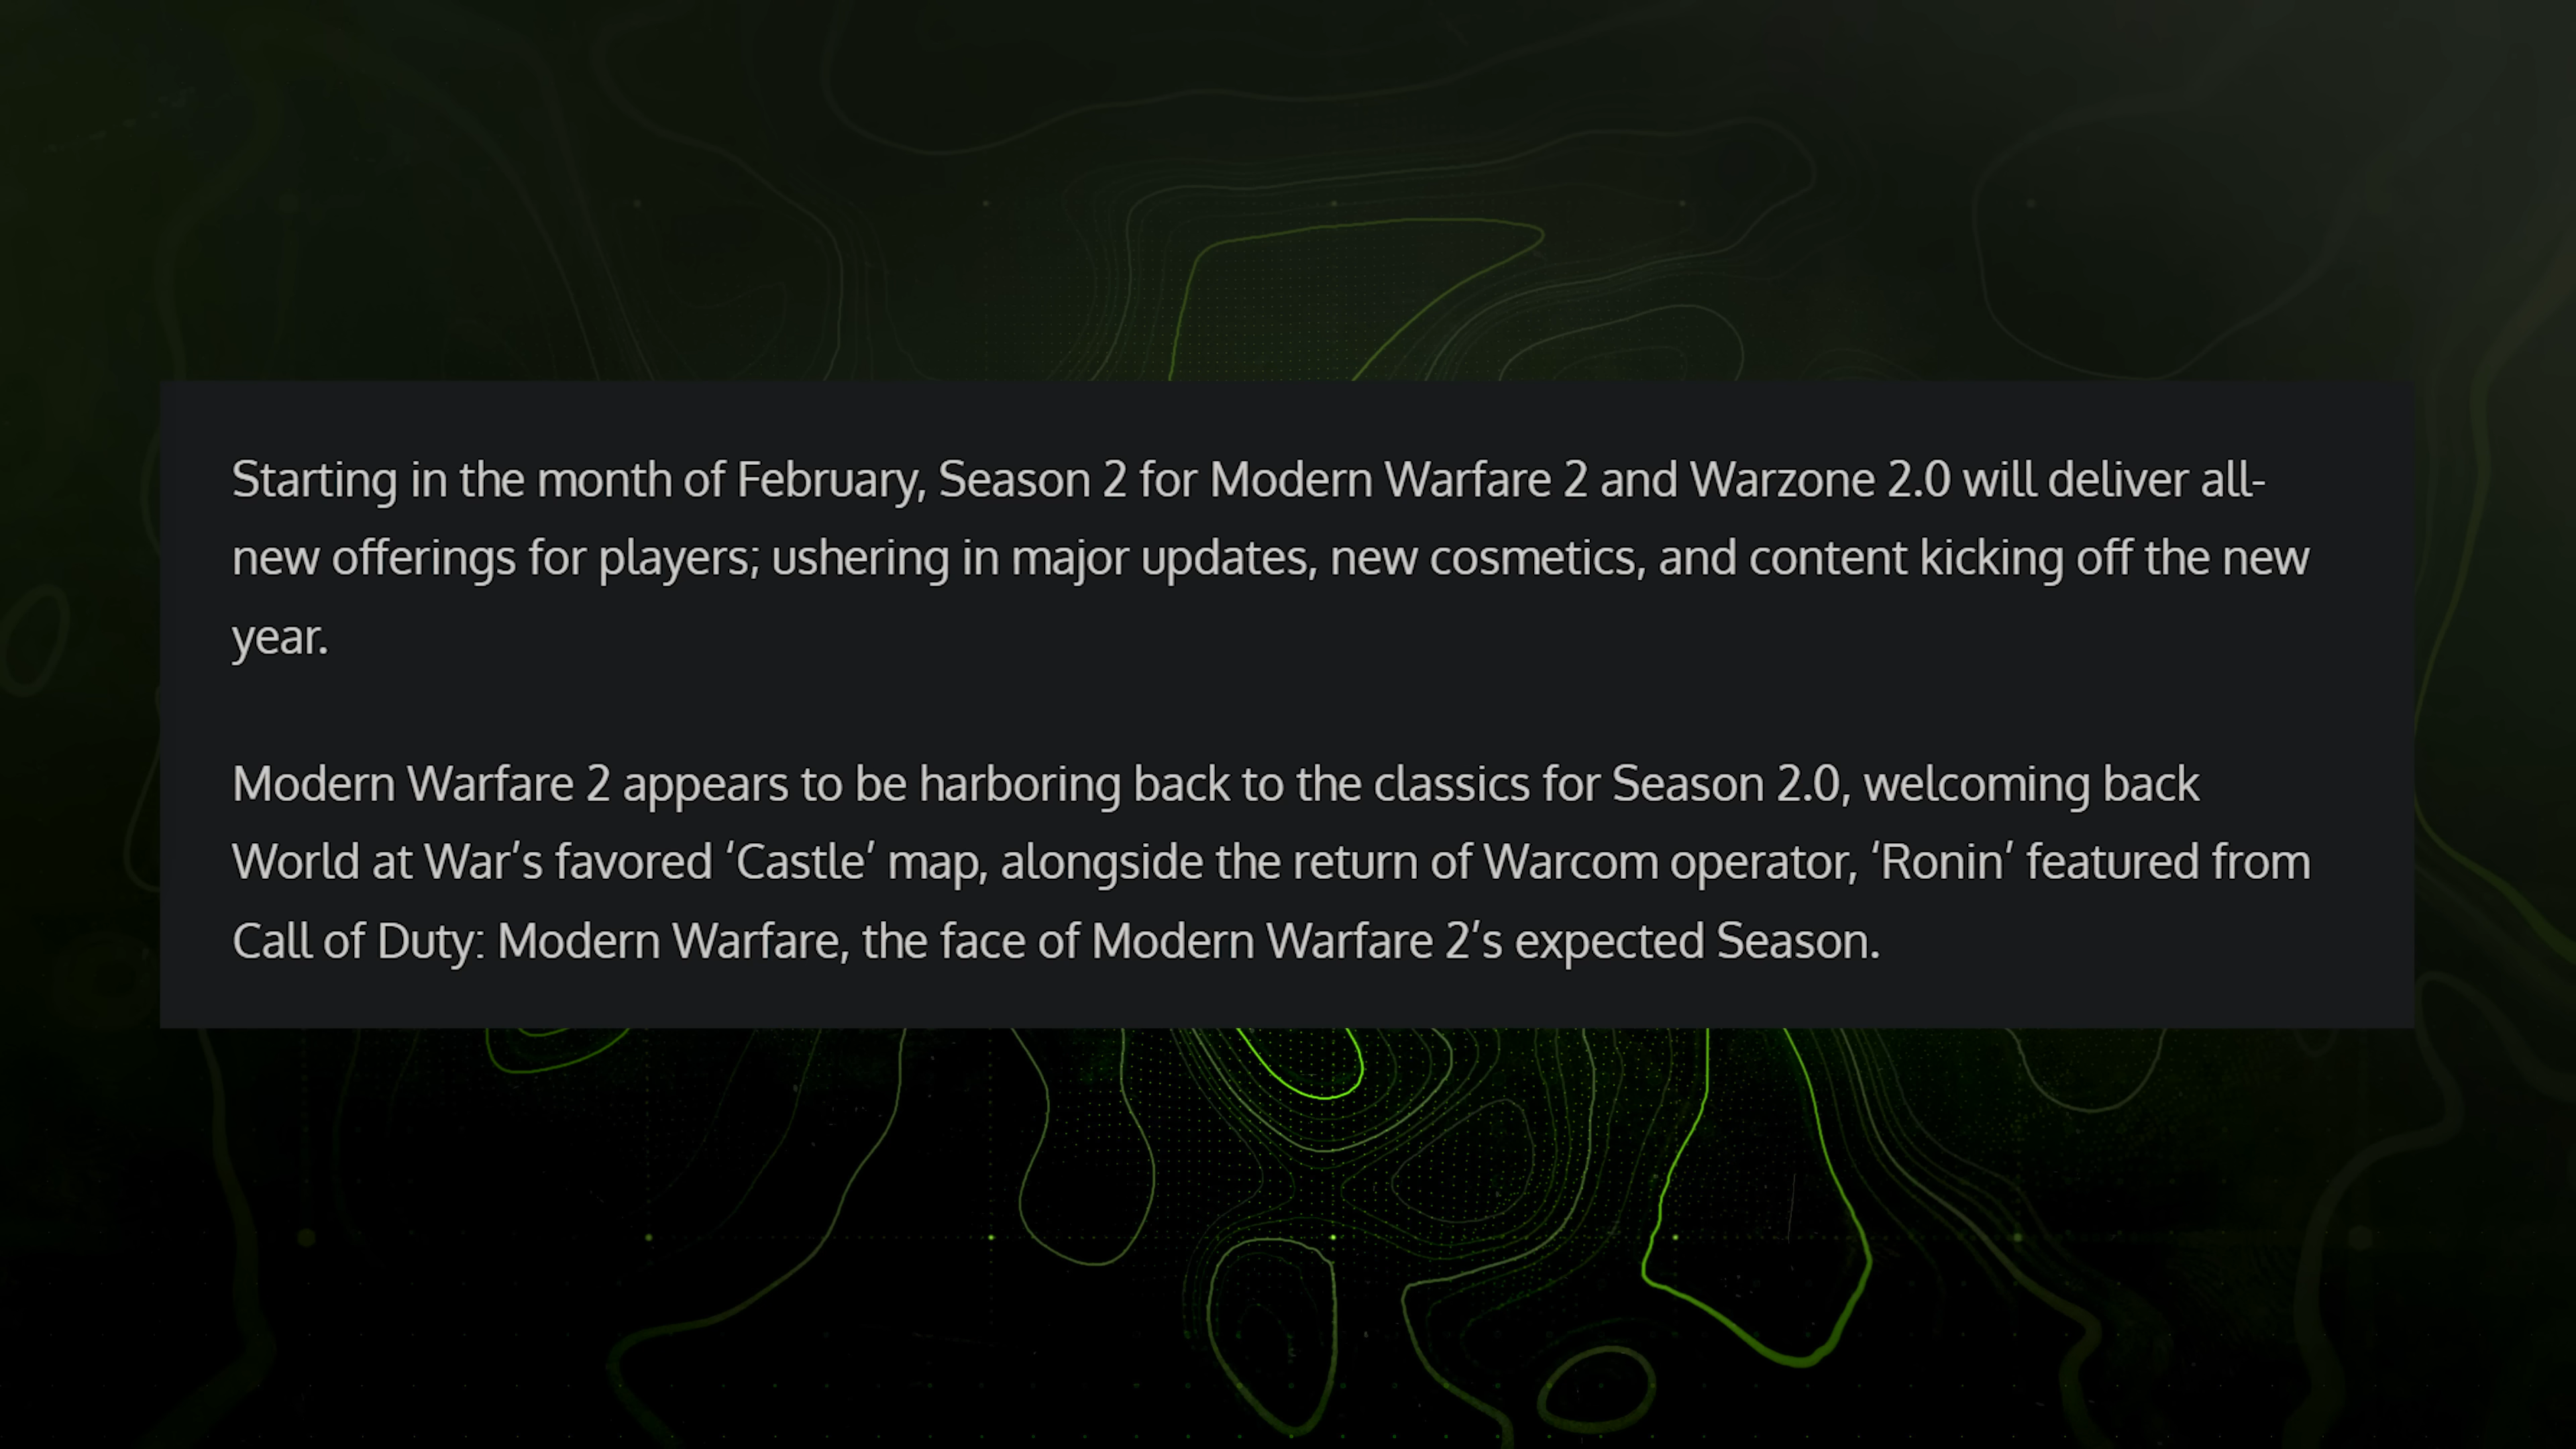 Starting in the month of February, Season 2 for Modern Warfare 2 and Warzone 2.0 will deliver all-
new offerings for players; ushering in major updates, new cosmetics, and content kicking off the new
year.
Modern Warfare 2 appears to be harboring back to the classics for Season 2.0, welcoming back
World at War’s favored ‘Castle’ map, alongside the return of Warcom operator, ‘Ronin’ featured from
Call of Duty: Modern Warfare, the face of Modern Warfare 2’s expected Season.